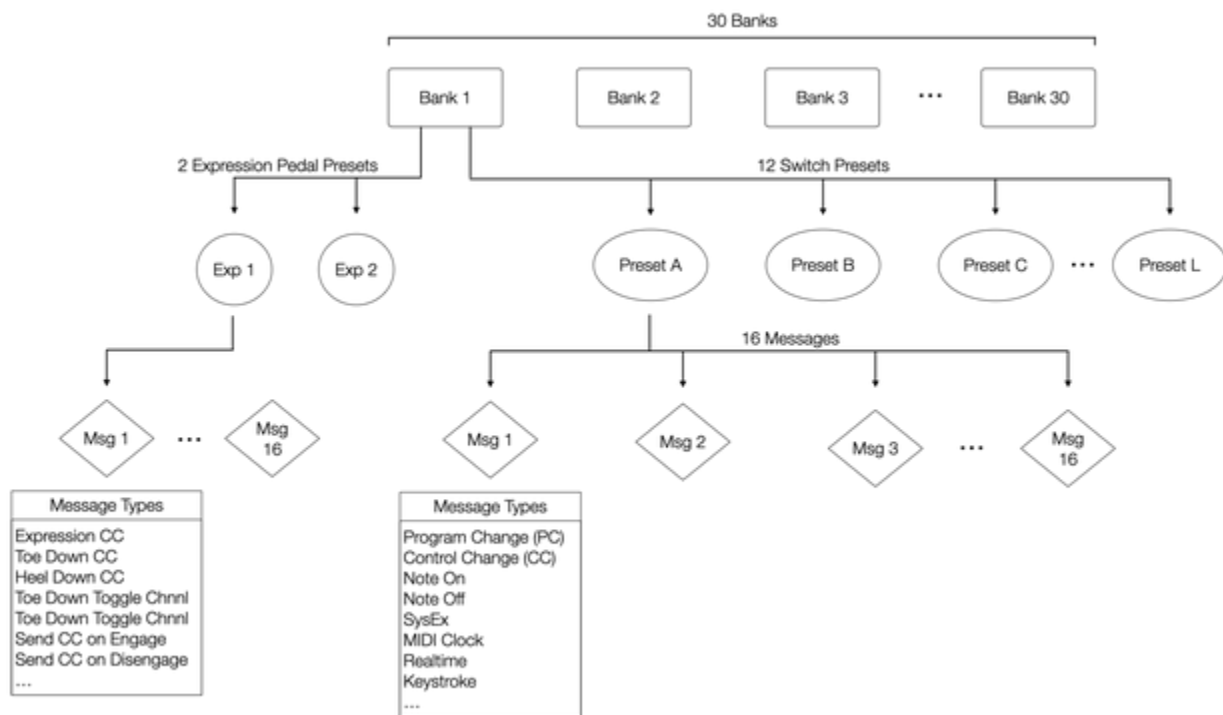 30 Banks
Bank 1
Bank 2
Bank 3
...
Bank 30
2 Expression Pedal Presets
12 Switch Presets
Exp 1
Exp 2
Preset A
Preset B
Preset C
...
Preset L
16 Messages
Msg 1
...
Msg
16
Msg 1
Msg 2
Msg 3
...
Msg
16
Message Types
Expression CC
Toe Down CC
Heel Down CC
Toe Down Toggle Chnnl
Toe Down Toggle Chnnl
Send CC on Engage
Send CC on Disengage
...
Message Types
Program Change (PC)
Control Change (CC)
Note On
Note Off
SysEx
MIDI Clock
Realtime
Keystroke
...